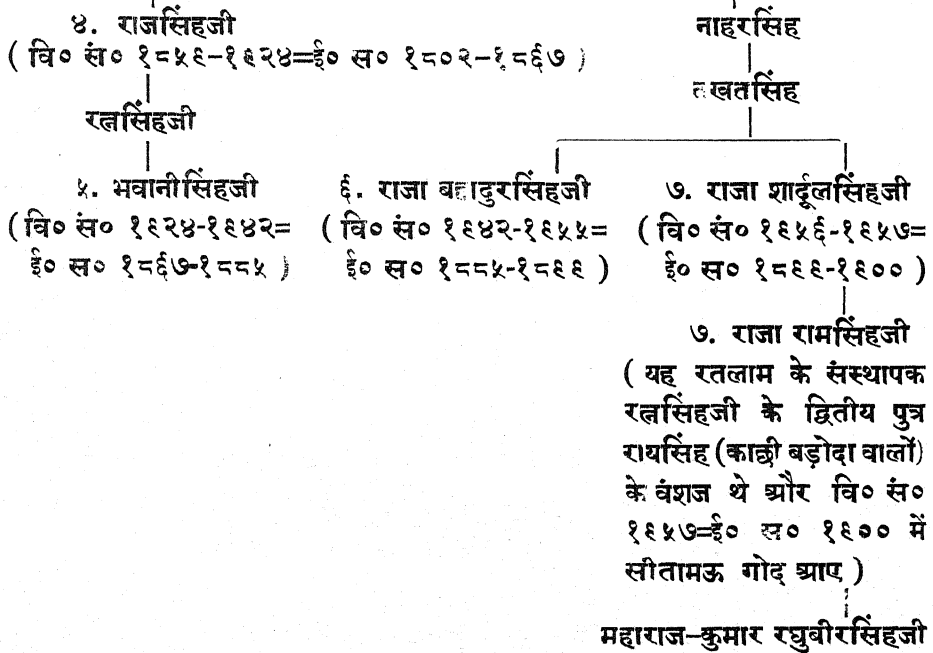 ४. राजसिंहजी
( वि० सं० १८५९-१९२४=ई० स० १८०२-१८६७ )
रत्नसिंहजी
५. भवानीसिंहजी
( वि० सं० १९२४-१९४२=
ई० स० १८६७-१८८५ )
नाहरसिंह
तखतसिंह
६. राजा बहादुरसिंहजी
( वि० सं० १९४२-१९५५=
ई० स० १८८५-१८९९ )
७. राजा शार्दूलसिंहजी
( वि० सं० १९५६-१९५७=
ई० स० १८९९-१९०० )
७. राजा रामसिंहजी
( यह रतलाम के संस्थापक
रत्नसिंहजी के द्वितीय पुत्र
रायसिंह (काछी बड़ोदा वालों)
के वंशज थे और वि० सं०
१९५७=ई० स० १९०० में
सीतामऊ गोद आए )
महाराज-कुमार रघुबीरसिंहजी